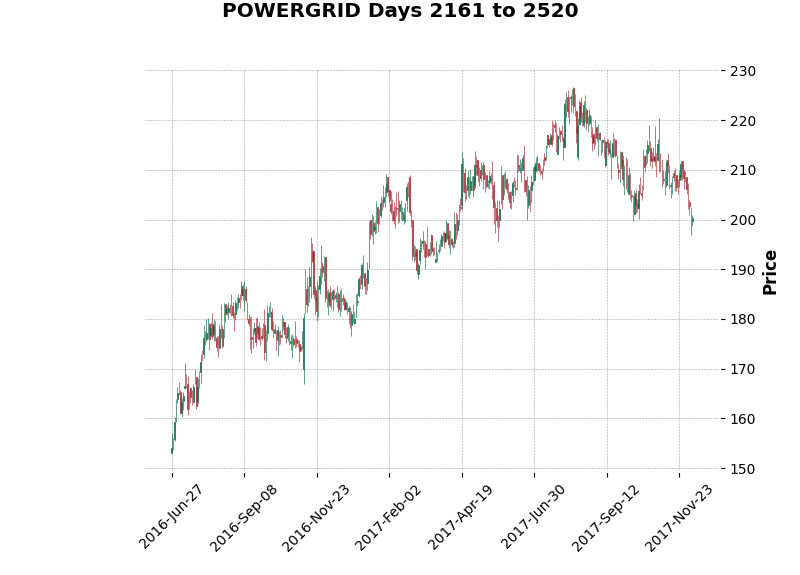 POWERGRID Days 2161 to 2520
230
220
210
200
190
180
170
160
150
Price
2016-Jun-27
2016-Sep-08
2016-Nov-23
2017-Feb-02
2017-Apr-19
2017-Jun-30
2017-Sep-12
2017-Nov-23